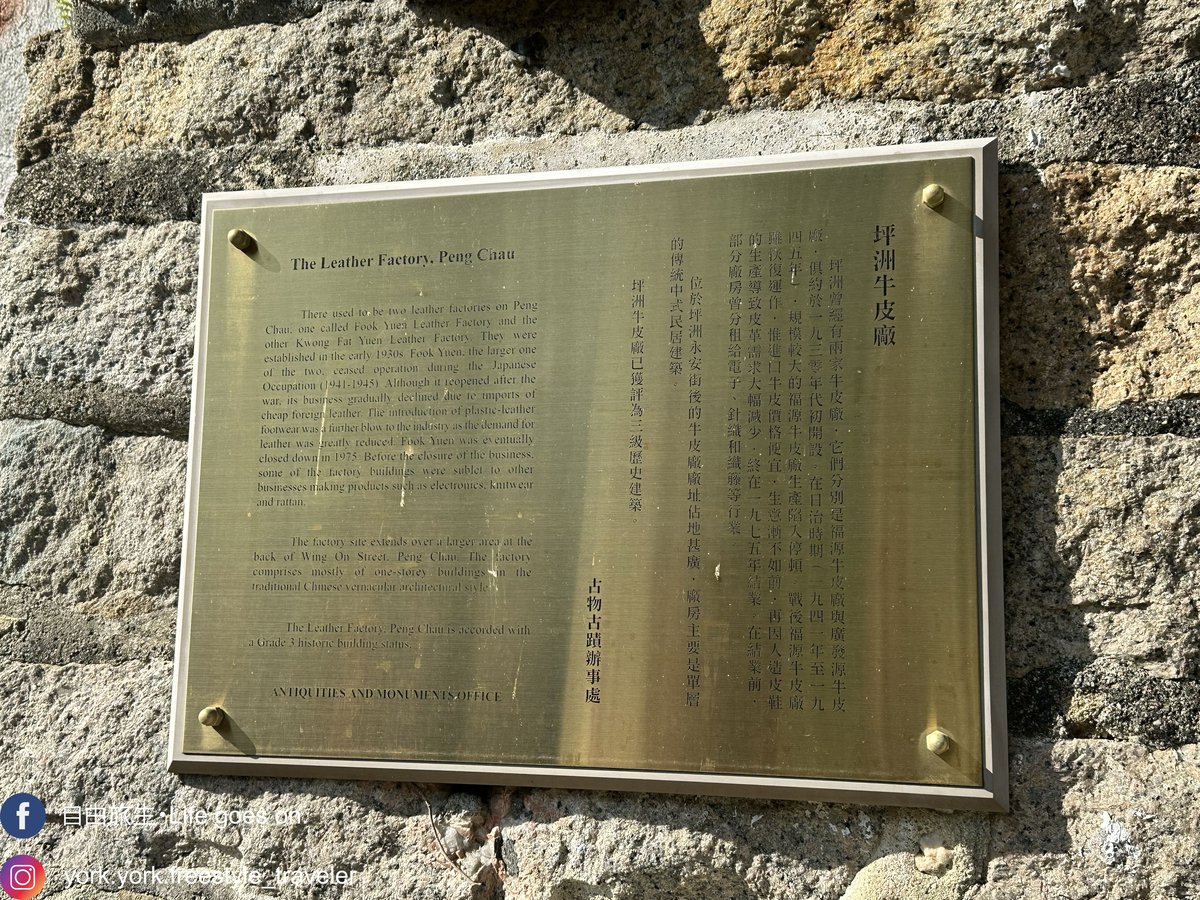 The Leather Factory, Peng Chau
There used to be two leather factories on Peng
Chau, one called Fook Yuen Leather Factory and the
other Kwong Fat Yuen Leather Factory. They were
established in the early 1930s. Fook Yuen, the larger one
of the two, ceased operation during the Japanese
Occupation (1941-1945). Although it reopened after the
war, its business gradually declined due to imports of
cheap foreign leather. The introduction of plastic-leather
footwear was a further blow to the industry as the demand for
leather was greatly reduced. Fook Yuen was eventually
closed down in 1975. Before the closure of the business,
some of the factory buildings were sublet to other
businesses making products such as electronics, knitwear
and rattan.
The factory site extends over a larger area at the
back of Wing On Street, Peng Chau. The factory
comprises mostly of one-storey buildings in the
traditional Chinese vernacular architectural style.
The Leather Factory, Peng Chau is accorded with
a Grade 3 historic building status.
ANTIQUITIES AND MONUMENTS OFFICE
坪洲牛皮廠
坪洲曾經有兩家牛皮廠，它們分別是福源牛皮廠與廣發源牛皮
廠，俱約於一九三零年代初開設。在日治時期（一九四一年至一九
四五年），規模較大的福源牛皮廠生產陷入停頓，戰後福源牛皮廠
雖恢復運作，惟進口牛皮價格便宜，生意漸不如前，再因人造皮鞋
的生產導致皮革需求大幅減少，終在一九七五年結業。在結業前，
部分廠房曾分租給電子、針織和織藤等行業。
位於坪洲永安街後的牛皮廠廠址佔地甚廣，廠房主要是單層
的傳統中式民居建築。
坪洲牛皮廠已獲評為三級歷史建築。
古物古蹟辦事處
自由旅生•Life goes on
york.york.freestyle_traveler